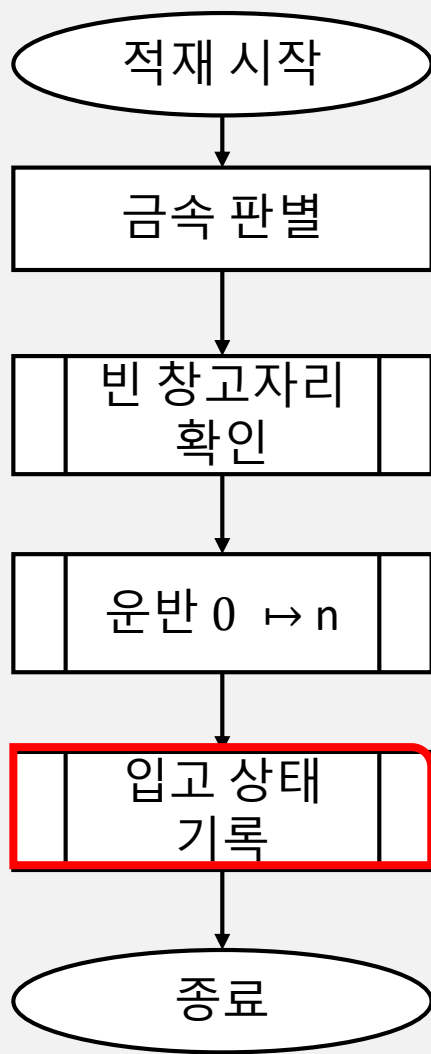 적재 시작
금속 판별
빈 창고자리
확인
운반 0 ↦ n
입고 상태
기록
종료